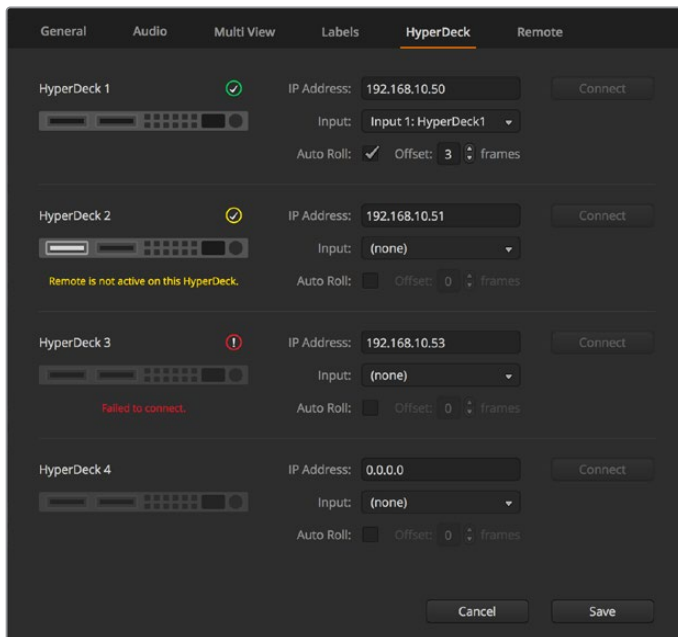 General Audio Multi View Labels HyperDeck Remote
HyperDeck 1 IP Address: 192.168.10.50 Connect
Input: Input 1: HyperDeck1
Auto Roll: Offset: 3 frames
HyperDeck 2 IP Address: 192.168.10.51 Connect
Input: (none)
Remote is not active on this HyperDeck. Auto Roll: Offset: 0 frames
HyperDeck 3 IP Address: 192.168.10.53 Connect
Input: (none)
Failed to connect. Auto Roll: Offset: 0 frames
HyperDeck 4 IP Address: 0.0.0.0 Connect
Input: (none)
Auto Roll: Offset: 0 frames
Cancel Save